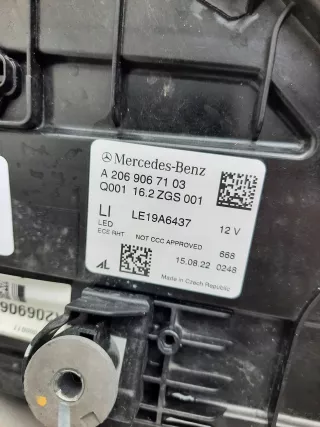 Mercedes-Benz
A 206 906 71 03
Q001 16.2 ZGS 001
LI LE19A6437 12 V
LED
ECE RHT NOT CCC APPROVED 868
15.08.22 0248
AL Made in Czech Republic